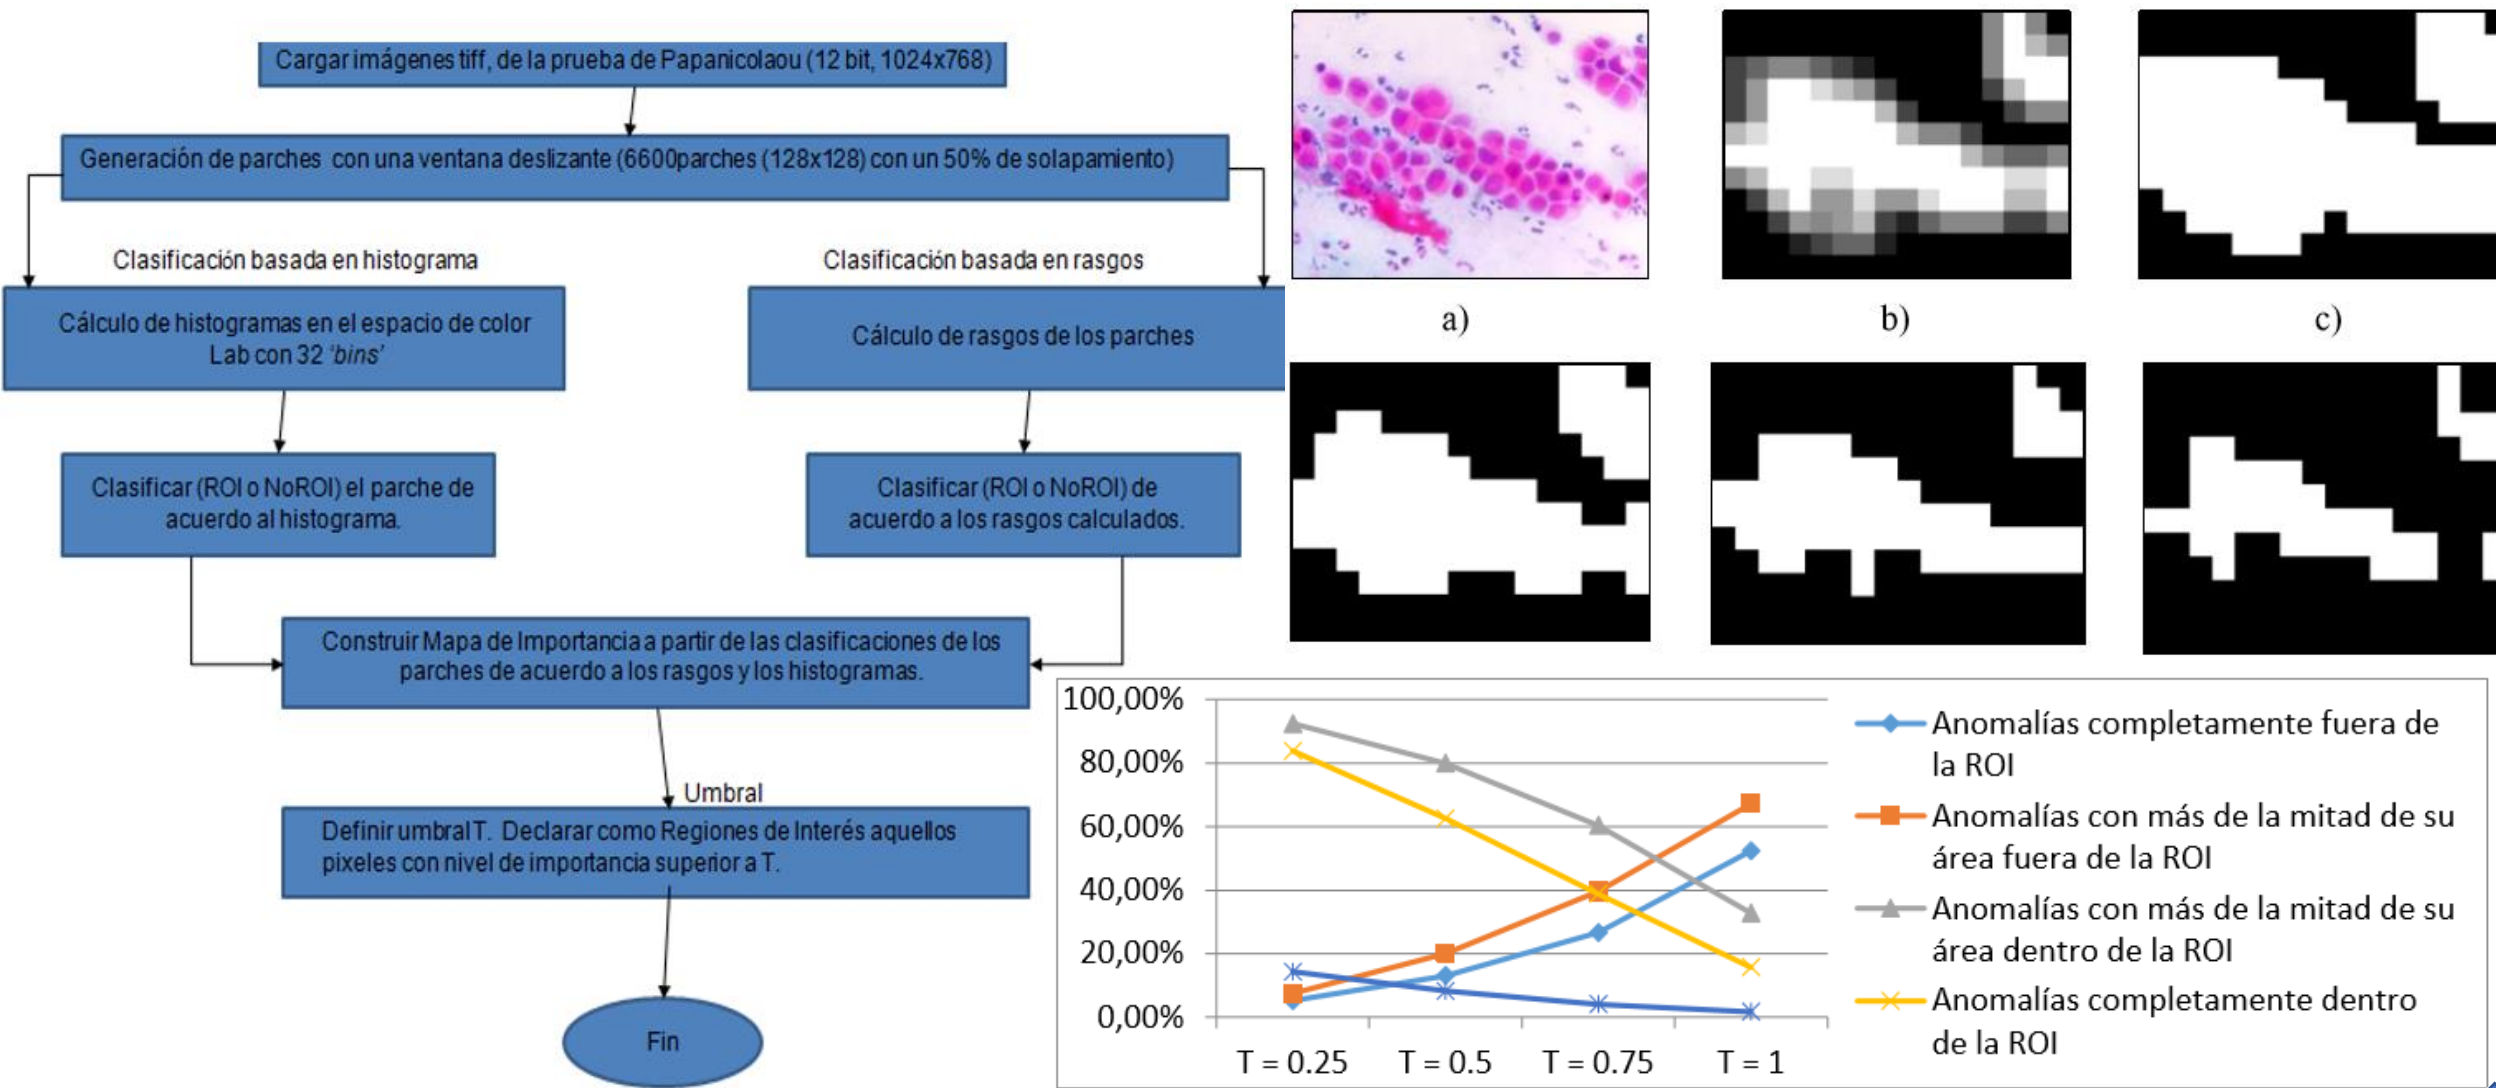 Cargar imágenes tiff, de la prueba de Papanicolaou (12 bit, 1024x768)
Generación de parches con una ventana deslizante (6600parches (128x128) con un 50% de solapamiento)
Clasificación basada en histograma
Clasificación basada en rasgos
Cálculo de histogramas en el espacio de color
Lab con 32 ‘bins’
Cálculo de rasgos de los parches
Clasificar (ROI o NoROI) el parche de
acuerdo al histograma.
Clasificar (ROI o NoROI) de
acuerdo a los rasgos calculados.
Construir Mapa de Importancia a partir de las clasificaciones de los
parches de acuerdo a los rasgos y los histogramas.
Umbral
Definir umbral T. Declarar como Regiones de Interés aquellos
pixeles con nivel de importancia superior a T.
Fin
a)
b)
c)
100,00%
80,00%
60,00%
40,00%
20,00%
0,00%
T = 0.25
T = 0.5
T = 0.75
T = 1
Anomalías completamente fuera de
la ROI
Anomalías con más de la mitad de su
área fuera de la ROI
Anomalías con más de la mitad de su
área dentro de la ROI
Anomalías completamente dentro
de la ROI